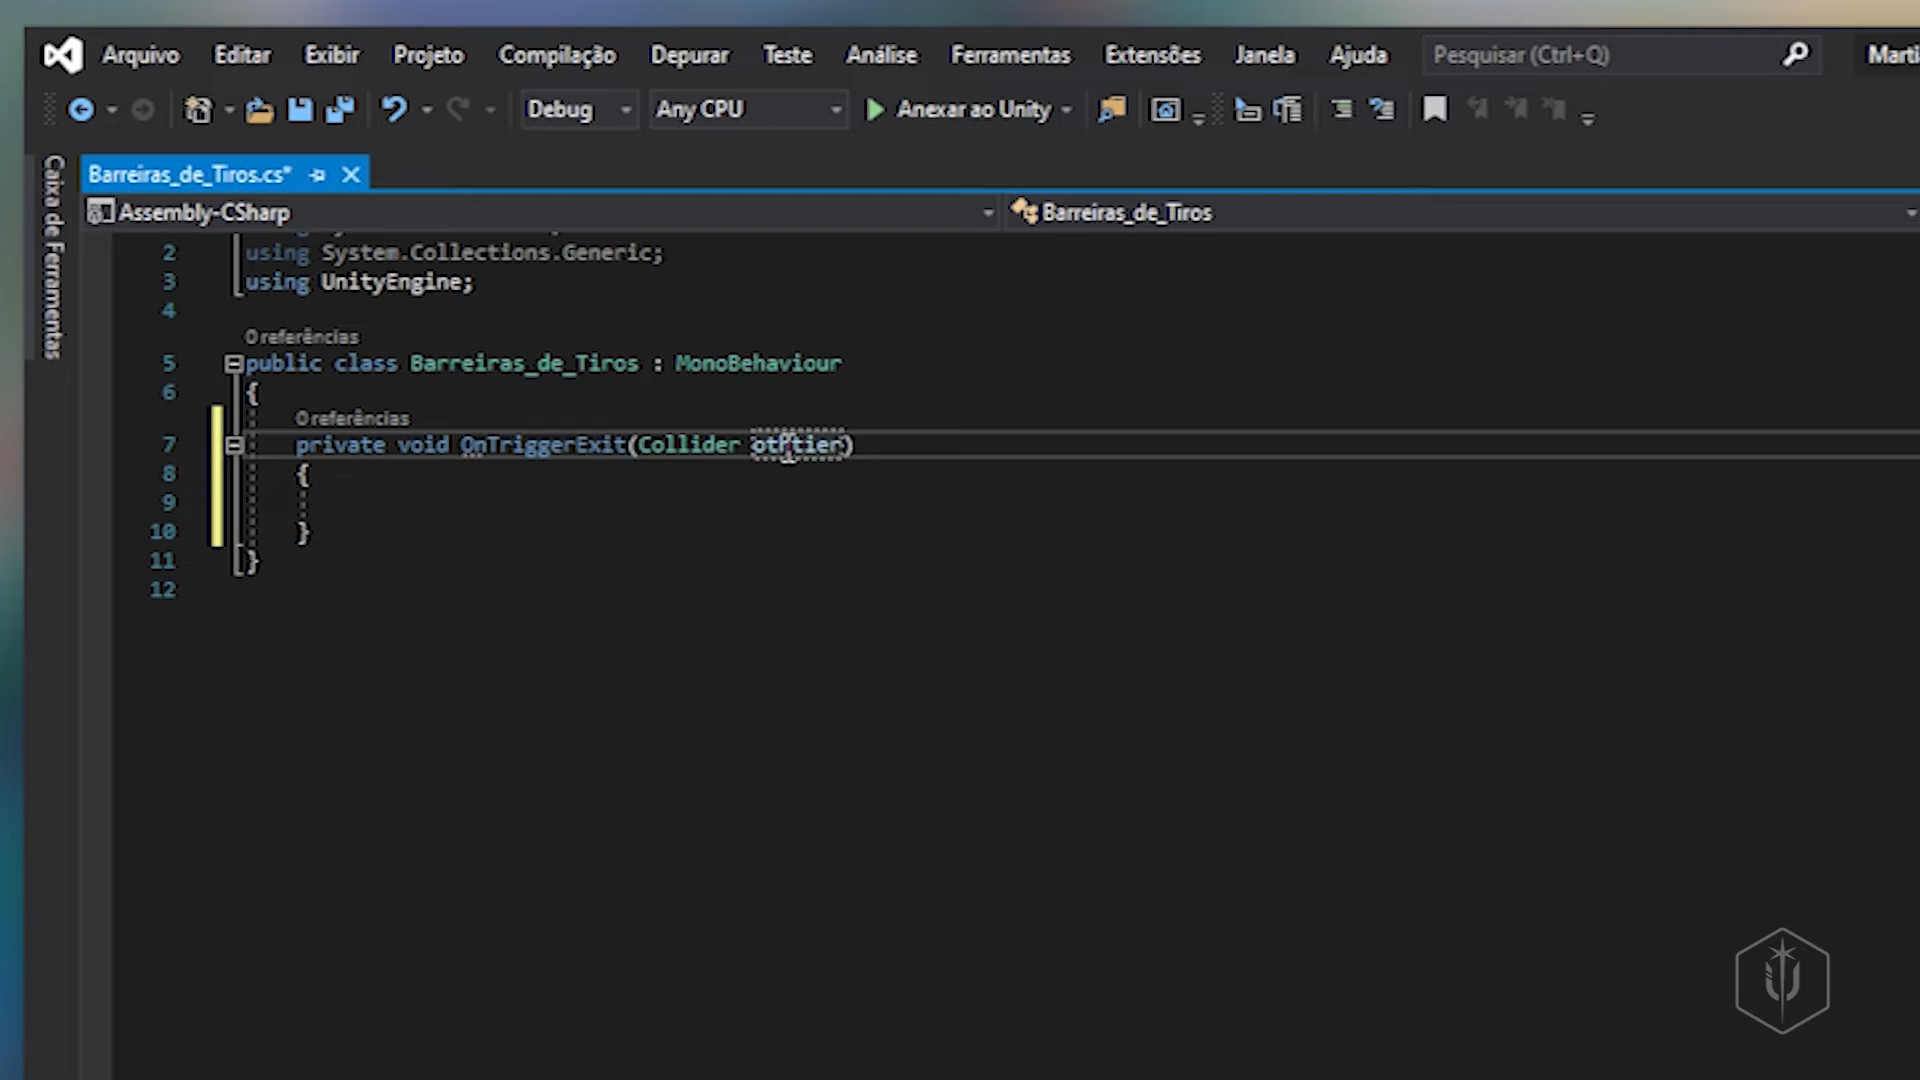 Arquivo Editar Exibir Projeto Compilação Depurar Teste Análise Ferramentas Extensões Janela Ajuda Pesquisar (Ctrl+Q)
Debug Any CPU Anexar ao Unity
Caixa de Ferramentas
Barreiras_de_Tiros.cs*
Assembly-CSharp Barreiras_de_Tiros
2 using System.Collections.Generic;
3 using UnityEngine;
4
0 referências
5 public class Barreiras_de_Tiros : MonoBehaviour
6 {
0 referências
7 private void OnTriggerExit(Collider
8 {
9
10 }
11 }
12